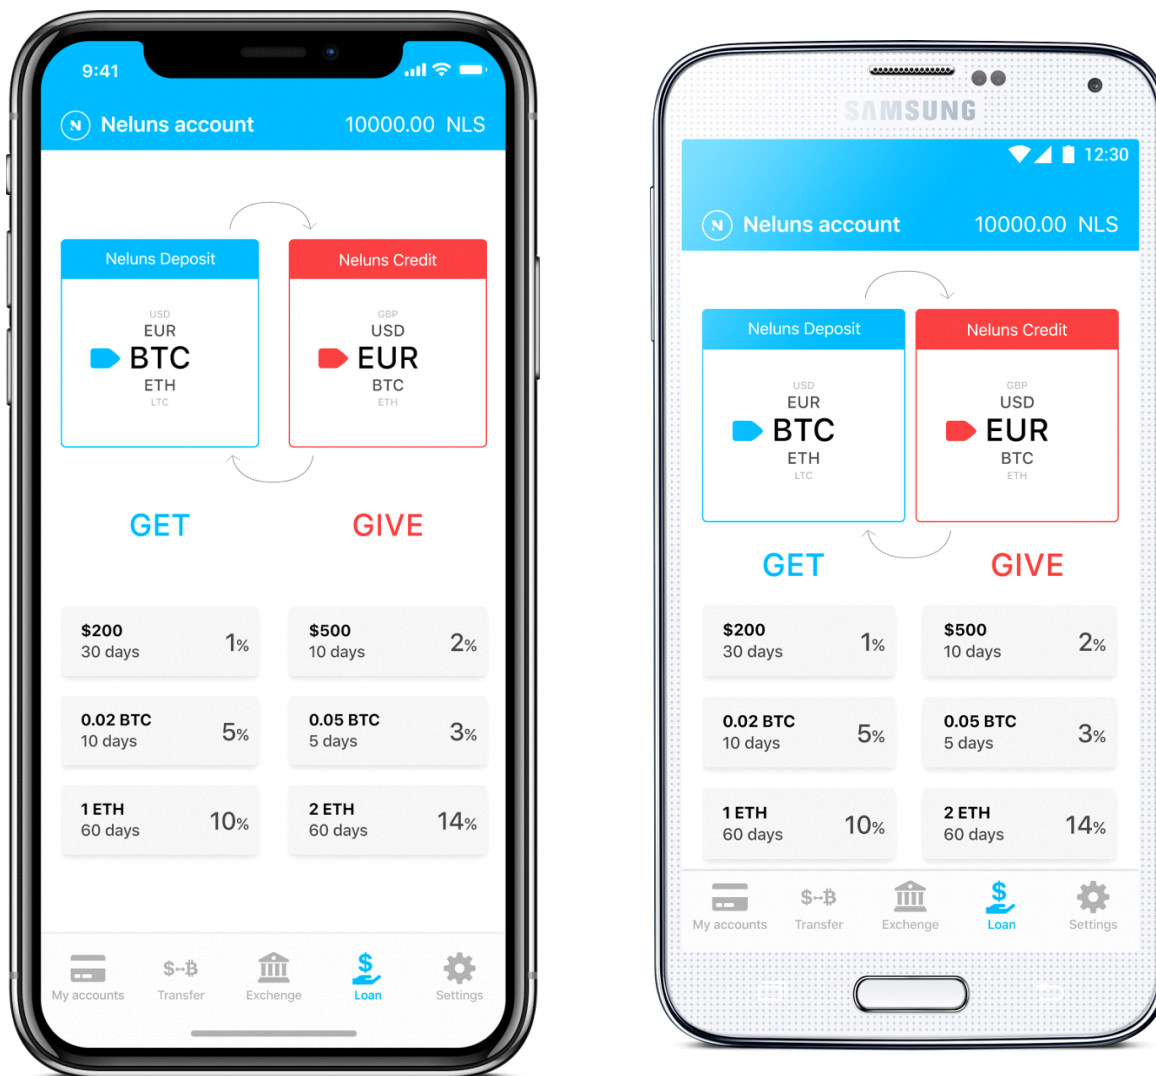 9:41
N Neluns account 10000.00 NLS
Neluns Deposit
USD
EUR
BTC
ETH
LTC
Neluns Credit
GBP
USD
EUR
BTC
ETH
GET GIVE
$200
30 days
1%
$500
10 days
2%
0.02 BTC
10 days
5%
0.05 BTC
5 days
3%
1 ETH
60 days
10%
2 ETH
60 days
14%
My accounts Transfer Exchenge Loan Settings
SAMSUNG
12:30
N Neluns account 10000.00 NLS
Neluns Deposit
USD
EUR
BTC
ETH
LTC
Neluns Credit
GBP
USD
EUR
BTC
ETH
GET GIVE
$200
30 days
1%
$500
10 days
2%
0.02 BTC
10 days
5%
0.05 BTC
5 days
3%
1 ETH
60 days
10%
2 ETH
60 days
14%
My accounts Transfer Exchenge Loan Settings